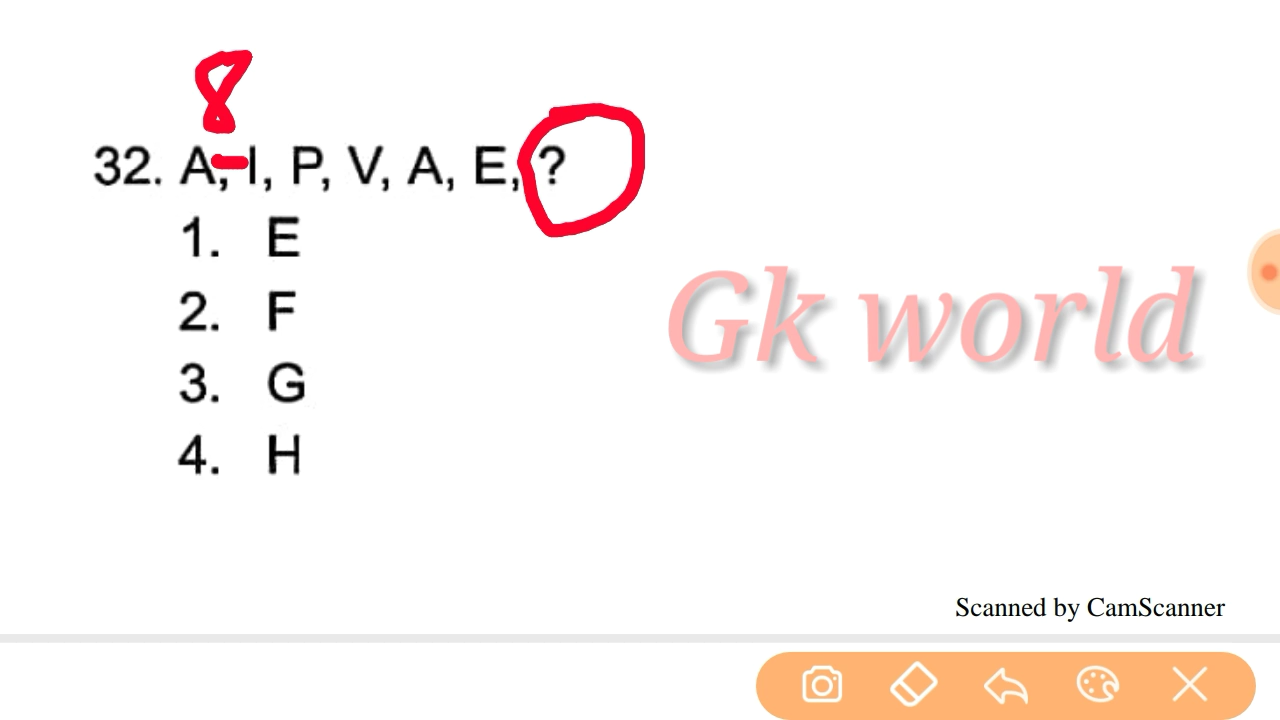 8
32. A, I, P, V, A, E, ?
1. E
2. F
3. G
4. H
Gk world
Scanned by CamScanner